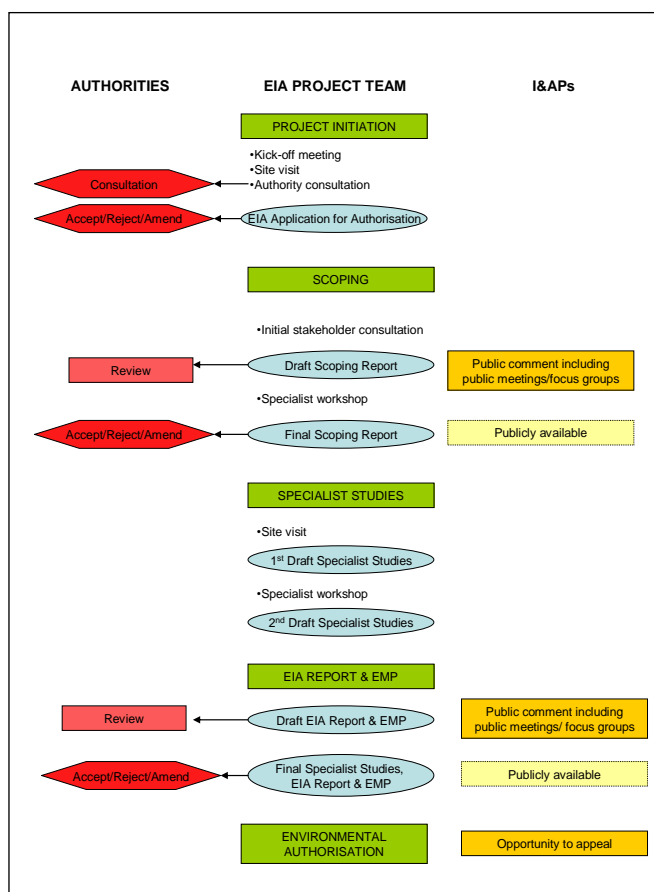 AUTHORITIES
EIA PROJECT TEAM
I&APs
PROJECT INITIATION
•Kick-off meeting
•Site visit
Consultation
•Authority consultation
Accept/Reject/Amend
EIA Application for Authorisation
SCOPING
•Initial stakeholder consultation
Review
Draft Scoping Report
Public comment including
public meetings/focus groups
•Specialist workshop
Accept/Reject/Amend
Final Scoping Report
Publicly available
SPECIALIST STUDIES
•Site visit
1st Draft Specialist Studies
•Specialist workshop
2nd Draft Specialist Studies
EIA REPORT & EMP
Review
Draft EIA Report & EMP
Public comment including
public meetings/ focus groups
Accept/Reject/Amend
Final Specialist Studies,
EIA Report & EMP
Publicly available
ENVIRONMENTAL
AUTHORISATION
Opportunity to appeal